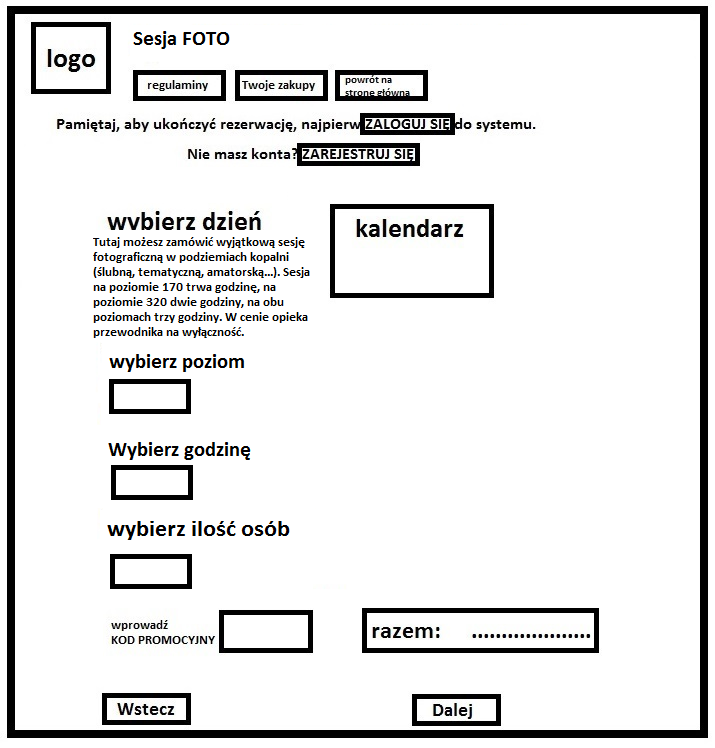 logo
Sesja FOTO
regulaminy
Twoje zakupy
powrót na
stronę główna
Pamiętaj, aby ukończyć rezerwację, najpierw ZALOGUJ SIĘ do systemu.
Nie masz konta? ZAREJESTRUJ SIĘ
wybierz dzień
kalendarz
Tutaj możesz zamówić wyjątkową sesję
fotograficzną w podziemiach kopalni
(ślubną, tematyczną, amatorską...). Sesja
na poziomie 170 trwa godzinę, na
poziomie 320 dwie godziny, na obu
poziomach trzy godziny. W cenie opieka
przewodnika na wyłączność.
wybierz poziom
Wybierz godzinę
wybierz ilość osób
wprowadź
KOD PROMOCYJNY
razem: ....................
Wstecz
Dalej